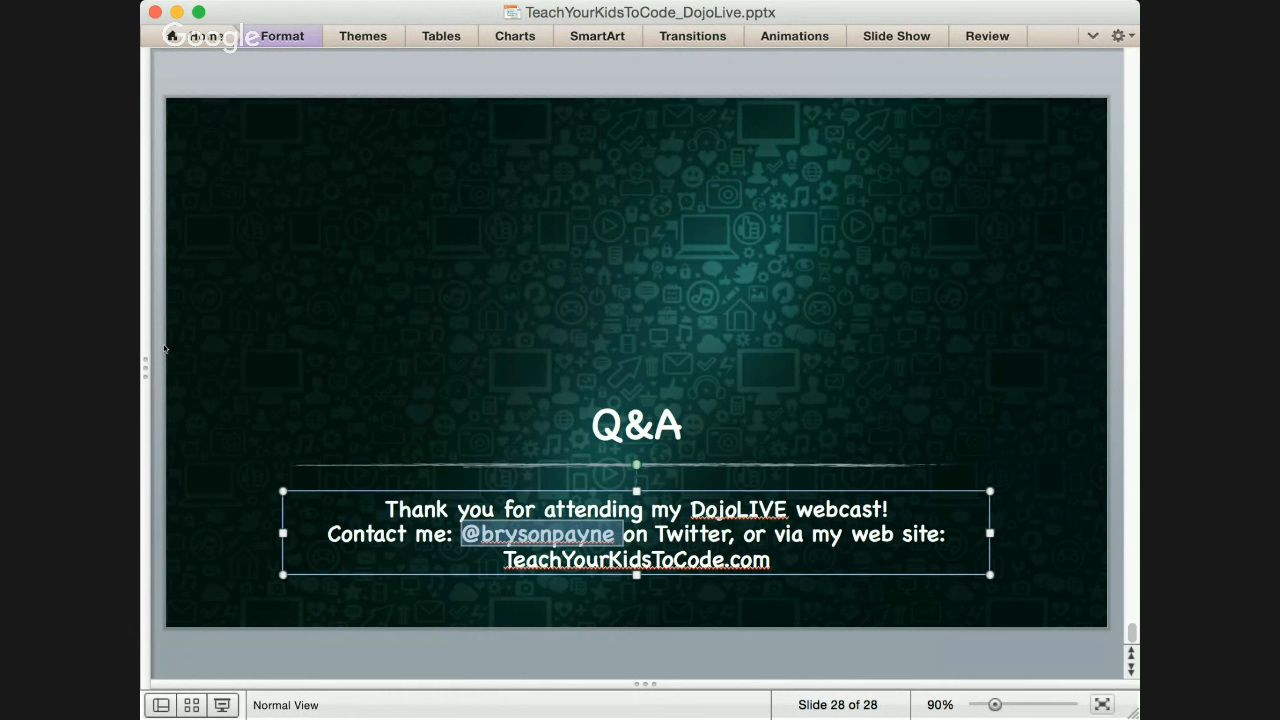 TeachYourKidsToCode_DojoLive.pptx
Google
Home Format Themes Tables Charts SmartArt Transitions Animations Slide Show Review
Q&A
Thank you for attending my DojoLIVE webcast!
Contact me: @brysonpayne on Twitter, or via my web site:
TeachYourKidsToCode.com
Normal View Slide 28 of 28 90%